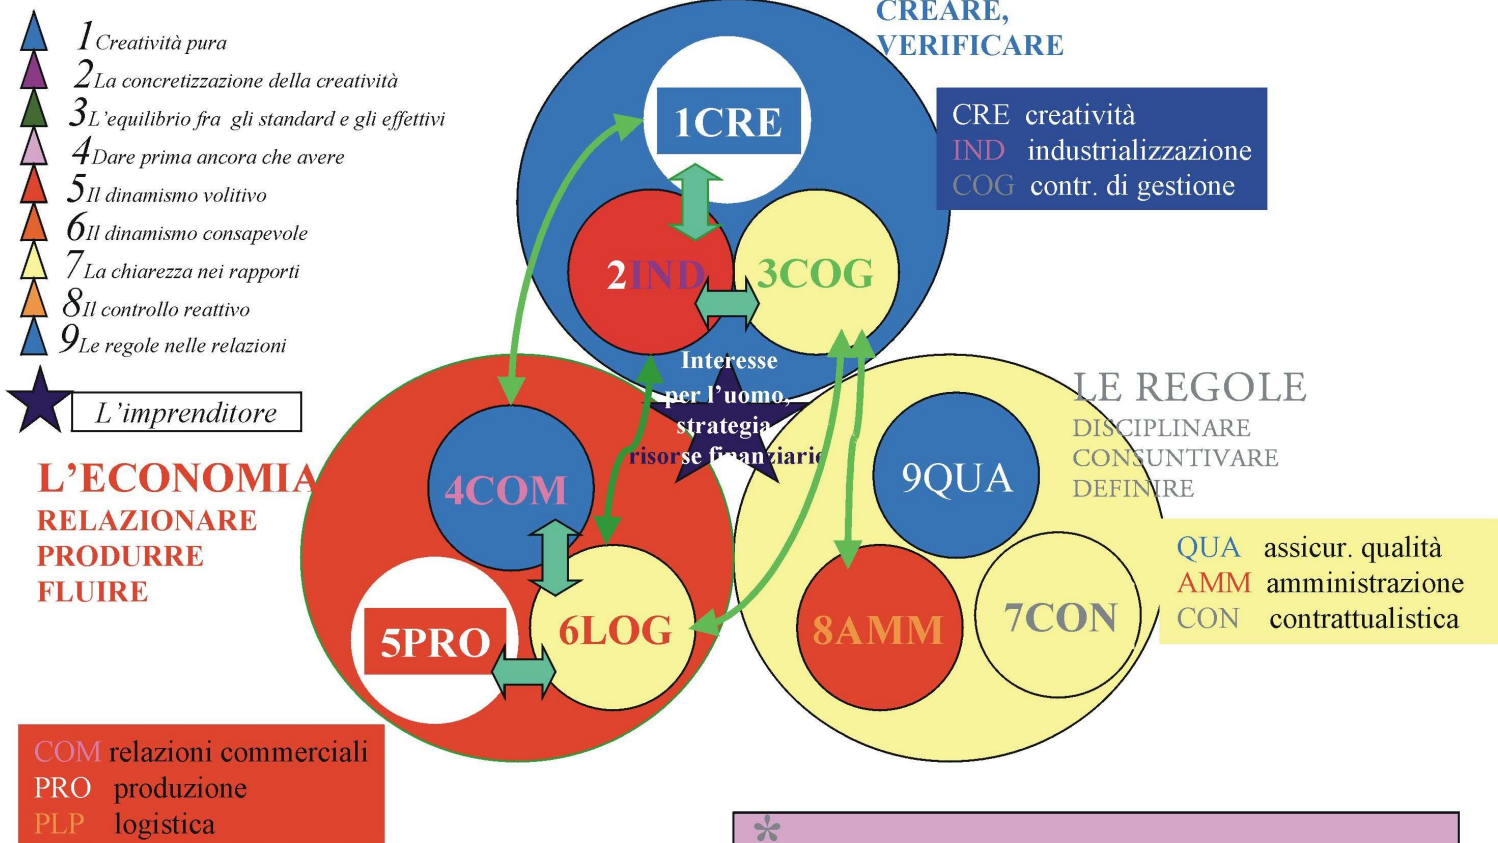 1 Creatività pura
2 La concretizzazione della creatività
3 L'equilibrio fra gli standard e gli effettivi
4 Dare prima ancora che avere
5 Il dinamismo volitivo
6 Il dinamismo consapevole
7 La chiarezza nei rapporti
8 Il controllo reattivo
9 Le regole nelle relazioni
L'imprenditore
CREARE,
VERIFICARE
CRE creatività
IND industrializzazione
COG contr. di gestione
1CRE
2IND
3COG
Interesse
per l'uomo,
strategia
risorse finanziarie
LE REGOLE
DISCIPLINARE
CONSUNTIVARE
DEFINIRE
L'ECONOMIA
RELAZIONARE
PRODURRE
FLUIRE
4COM
5PRO
6LOG
9QUA
8AMM
7CON
QUA assicur. qualità
AMM amministrazione
CON contrattualistica
COM relazioni commerciali
PRO produzione
PLP logistica
*